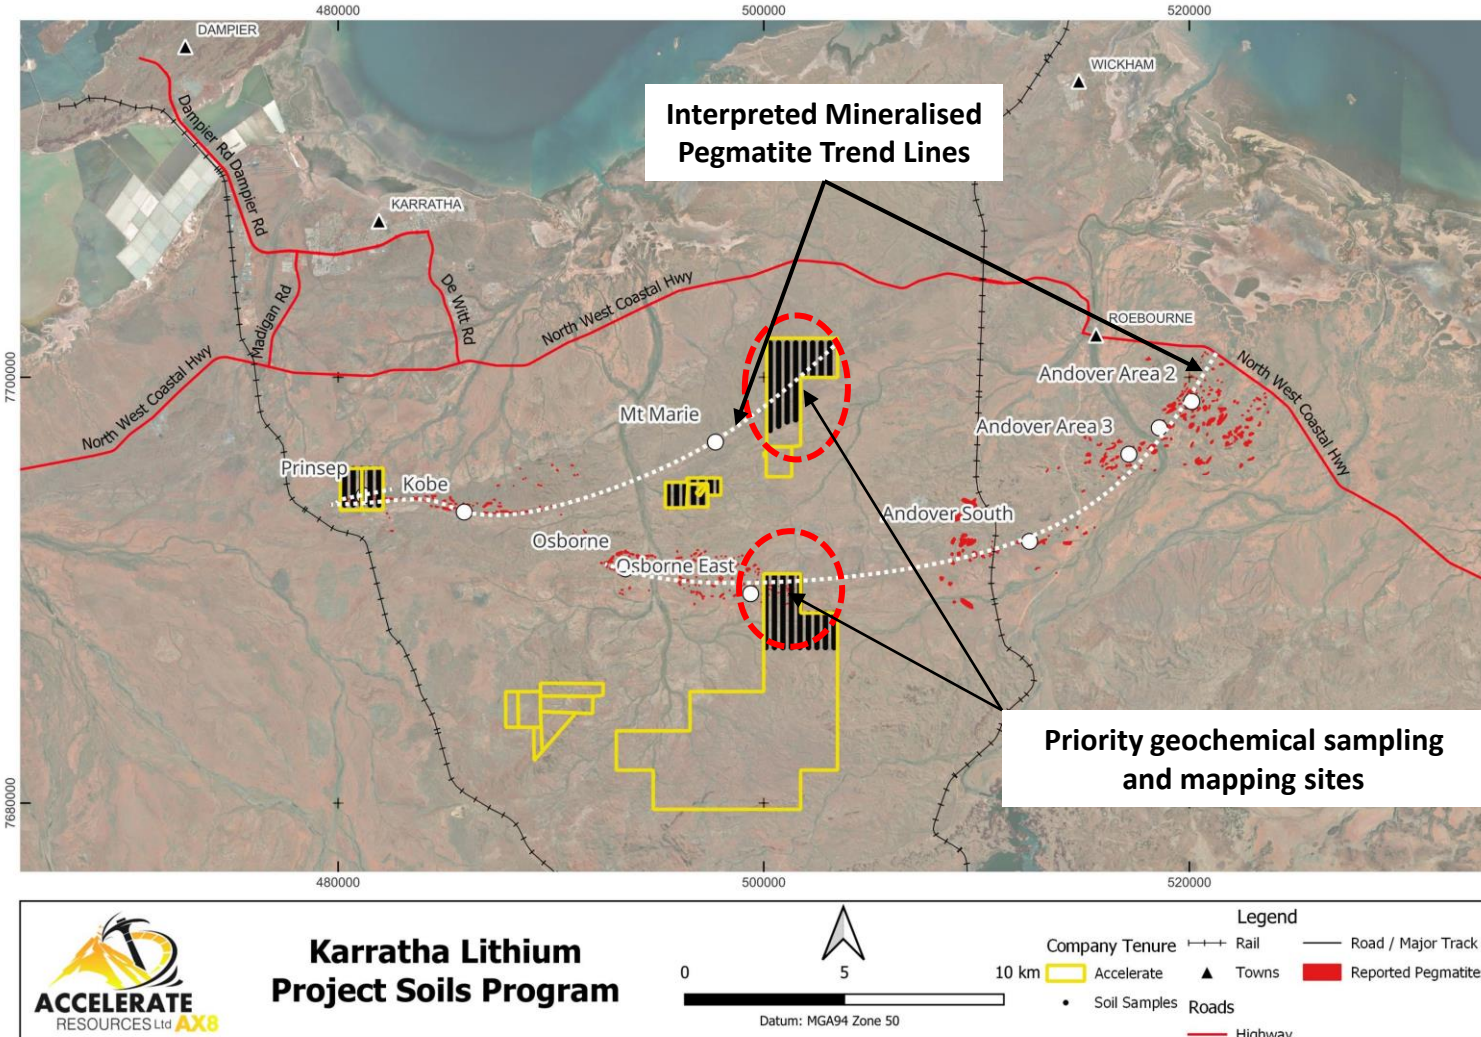 480000
500000
520000
DAMPIER
WICKHAM
Interpreted Mineralised
Pegmatite Trend Lines
Dampier Rd
Dampier Rd
KARRATHA
De Witt Rd
Madigan Rd
North West Coastal Hwy
ROEBOURNE
North West Coastal Hwy
7700000
Andover Area 2
Mt Marie
Andover Area 3
North West Coastal Hwy
Prinsep
Kobe
Andover South
Osborne
Osborne East
Priority geochemical sampling
and mapping sites
7680000
480000
500000
520000
ACCELERATE
RESOURCES Ltd AX8
Karratha Lithium
Project Soils Program
0 5 10 km
Datum: MGA94 Zone 50
Legend
Company Tenure
Accelerate
Soil Samples
Rail
Towns
Roads
Highway
Road / Major Track
Reported Pegmatite